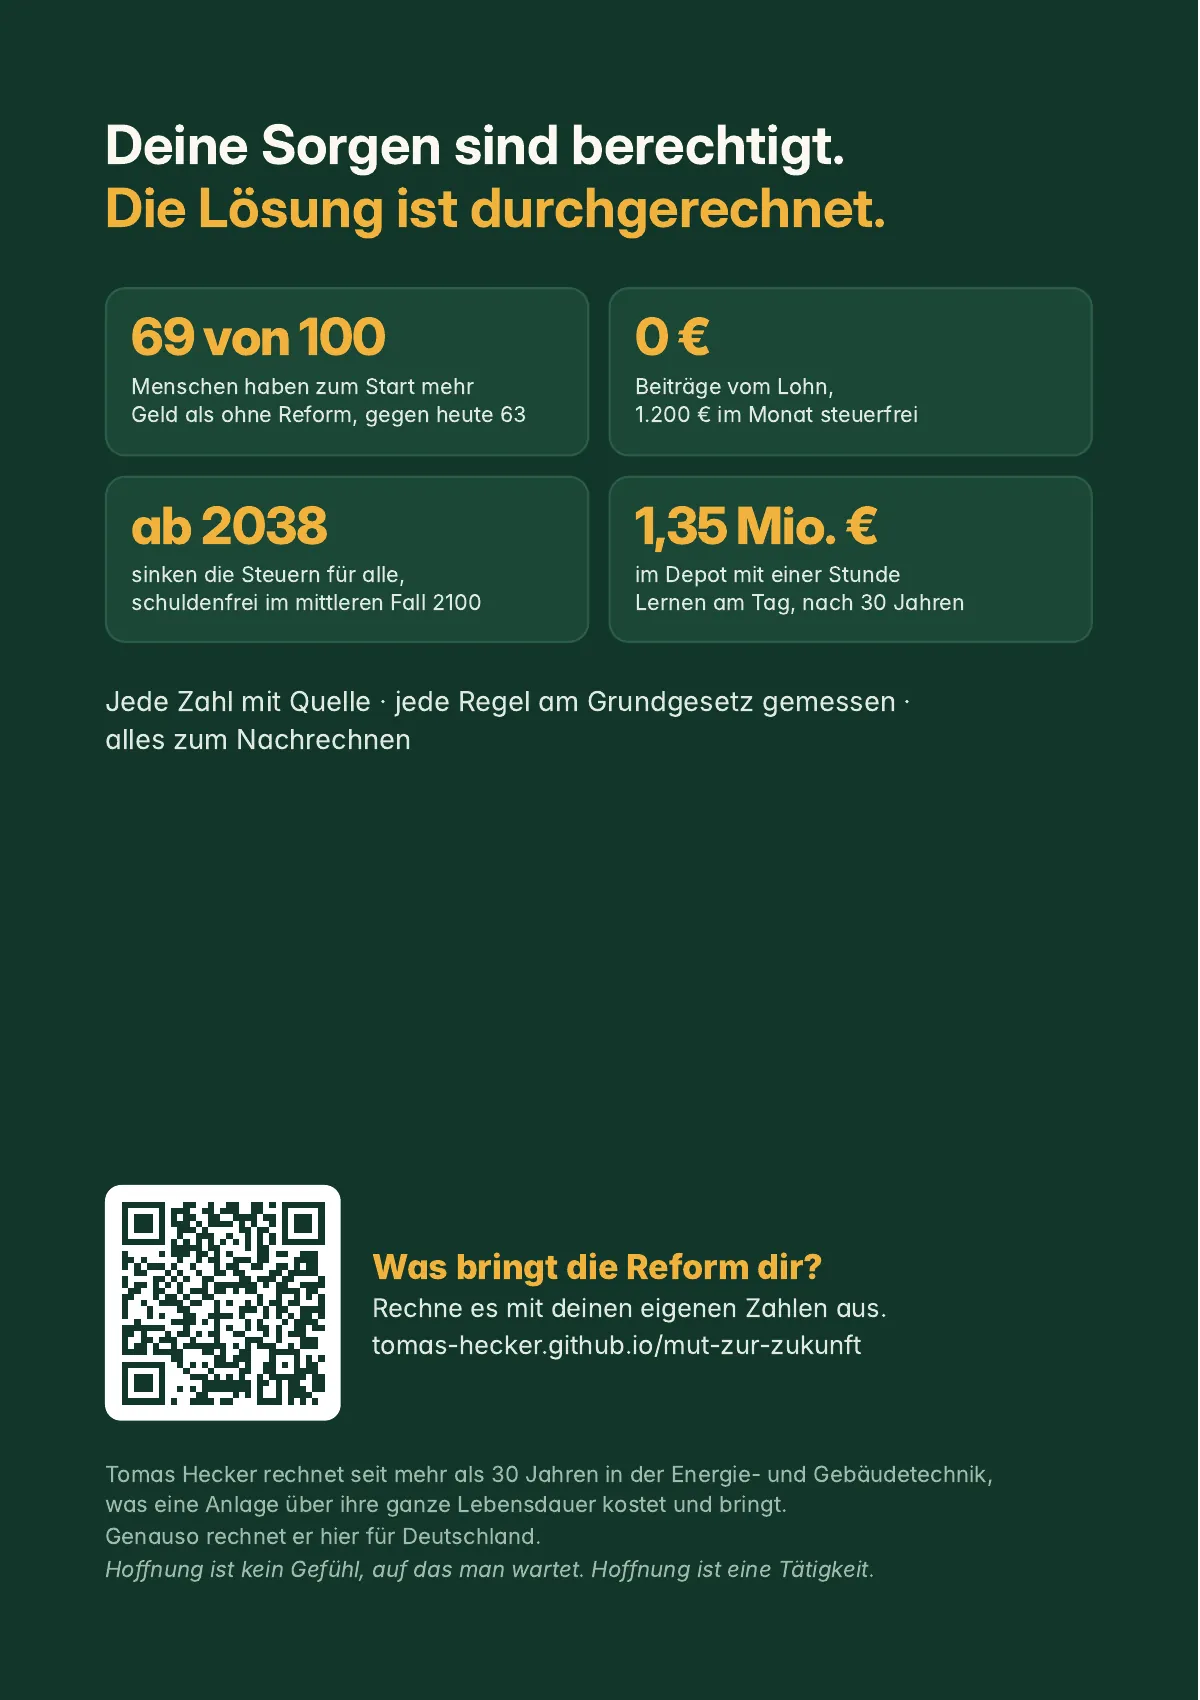 Deine Sorgen sind berechtigt.
Die Lösung ist durchgerechnet.
69 von 100
Menschen haben zum Start mehr
Geld als ohne Reform, gegen heute 63
0 €
Beiträge vom Lohn,
1.200 € im Monat steuerfrei
ab 2038
sinken die Steuern für alle,
schuldenfrei im mittleren Fall 2100
1,35 Mio. €
im Depot mit einer Stunde
Lernen am Tag, nach 30 Jahren
Jede Zahl mit Quelle · jede Regel am Grundgesetz gemessen ·
alles zum Nachrechnen
Was bringt die Reform dir?
Rechne es mit deinen eigenen Zahlen aus.
tomas-hecker.github.io/mut-zur-zukunft
Tomas Hecker rechnet seit mehr als 30 Jahren in der Energie- und Gebäudetechnik,
was eine Anlage über ihre ganze Lebensdauer kostet und bringt.
Genauso rechnet er hier für Deutschland.
Hoffnung ist kein Gefühl, auf das man wartet. Hoffnung ist eine Tätigkeit.